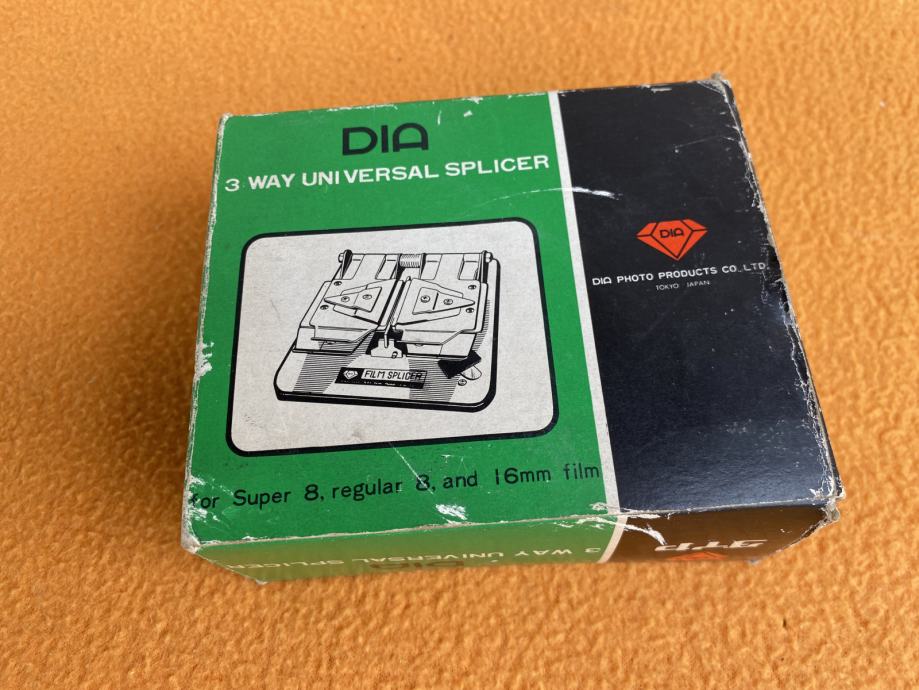 DIA
3 WAY UNIVERSAL SPLICER
FILM SPLICER
for Super 8, regular 8, and 16mm film
DIA
DIA PHOTO PRODUCTS CO., LTD.
TOKYO JAPAN
3 WAY UNIVERSAL SPLICER
DIA